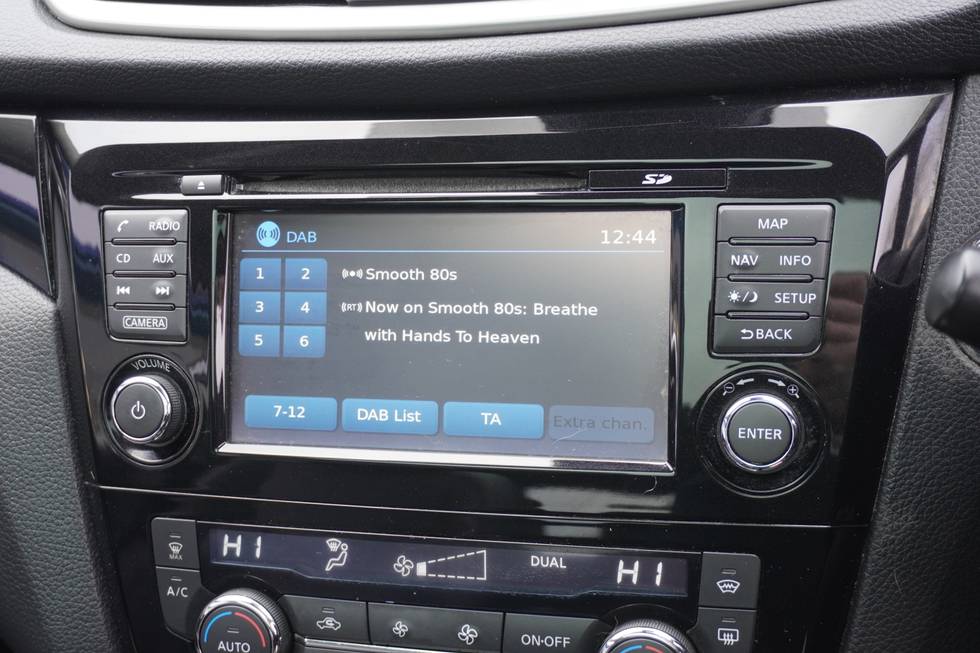 SD
RADIO
CD AUX
CAMERA
VOLUME
DAB 12:44
1 2
3 4
5 6
Smooth 80s
(RT) Now on Smooth 80s: Breathe
with Hands To Heaven
7-12 DAB List TA Extra chan.
MAP
NAV INFO
SETUP
BACK
ENTER
MAX
A/C
HI DUAL HI
AUTO
ON·OFF